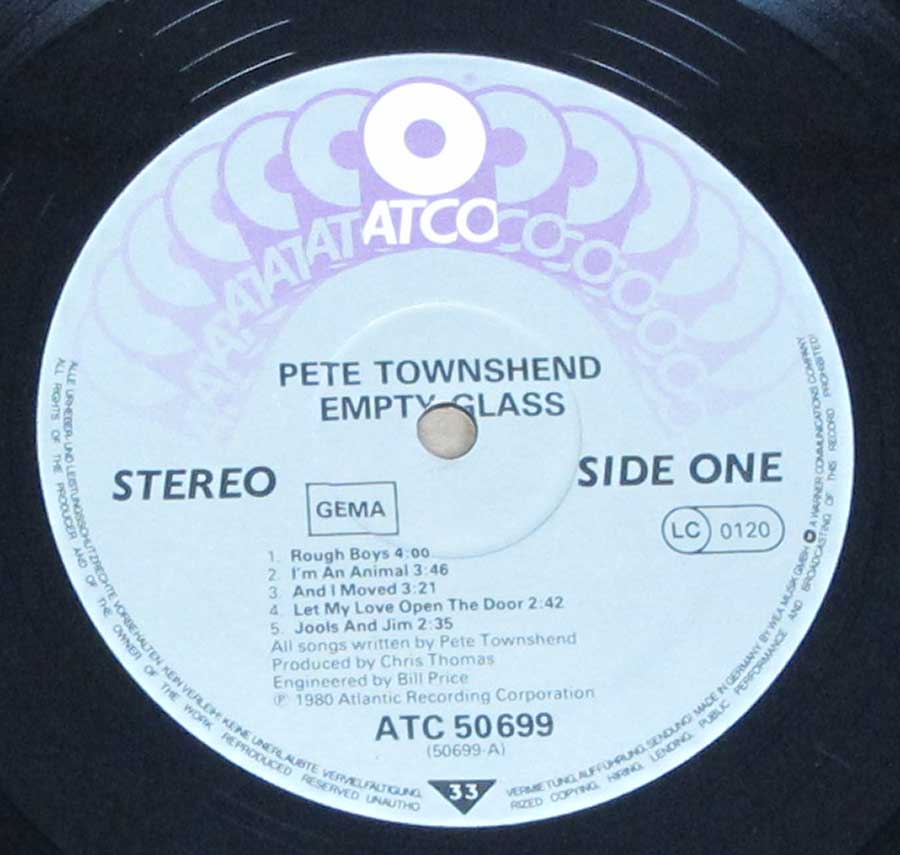 ATCO
PETE TOWNSHEND
EMPTY GLASS
STEREO
SIDE ONE
GEMA
LC 0120
1. Rough Boys 4:00
2. I'm An Animal 3:46
3. And I Moved 3:21
4. Let My Love Open The Door 2:42
5. Jools And Jim 2:35
All songs written by Pete Townshend
Produced by Chris Thomas
Engineered by Bill Price
℗ 1980 Atlantic Recording Corporation
ATC 50 699
(50699-A)
33
ALLE URHEBER- UND LEISTUNGSSCHUTZRECHTE VORBEHALTEN. KEIN VERLEIH! KEINE UNERLAUBTE VERVIELFÄLTIGUNG, VERMIETUNG, AUFFÜHRUNG, SENDUNG! MADE IN GERMANY BY WEA MUSIK GMBH A WARNER COMMUNICATIONS COMPANY
ALL RIGHTS OF THE PRODUCER AND OF THE OWNER OF THE WORK REPRODUCED RESERVED UNAUTHORIZED COPYING, HIRING, LENDING, PUBLIC PERFORMANCE AND BROADCASTING OF THIS RECORD PROHIBITED!